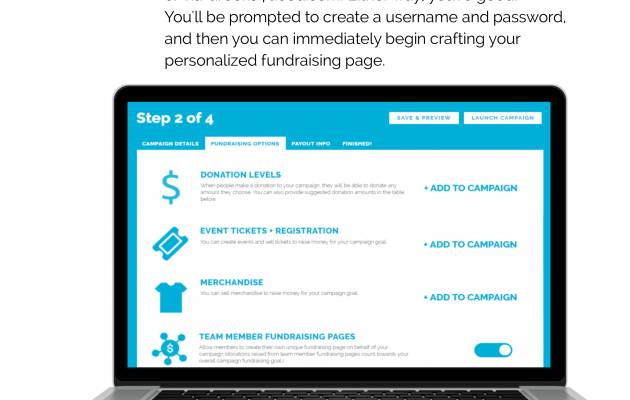 You'll be prompted to create a username and password,
and then you can immediately begin crafting your
personalized fundraising page.
Step 2 of 4
SAVE & PREVIEW
LAUNCH CAMPAIGN
CAMPAIGN DETAILS
FUNDRAISING OPTIONS
PAYOUT INFO
FINISHED!
$
DONATION LEVELS
When people make a donation to your campaign, they will be able to donate any
amount they choose. You can also provide suggested donation amounts in the table
below.
+ ADD TO CAMPAIGN
EVENT TICKETS + REGISTRATION
You can create events and sell tickets to raise money for your campaign goal.
+ ADD TO CAMPAIGN
MERCHANDISE
You can sell merchandise to raise money for your campaign goal.
+ ADD TO CAMPAIGN
$
TEAM MEMBER FUNDRAISING PAGES
Allow members to create their own unique fundraising page on behalf of your
campaign (donations raised from team member fundraising pages count towards your
overall campaign fundraising goal.)